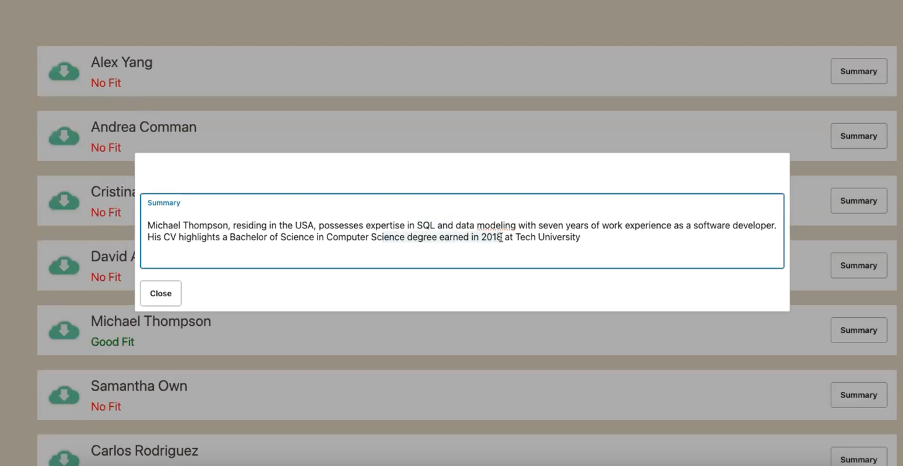 Alex Yang
No Fit
Summary
Andrea Comman
No Fit
Summary
Cristina
No Fit
Summary
Michael Thompson, residing in the USA, possesses expertise in SQL and data modeling with seven years of work experience as a software developer.
His CV highlights a Bachelor of Science in Computer Science degree earned in 2018 at Tech University
Close
Summary
David
No Fit
Summary
Michael Thompson
Good Fit
Summary
Samantha Own
No Fit
Summary
Carlos Rodriguez
Summary